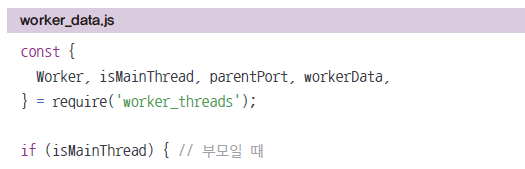 worker_data.js
const {
  Worker, isMainThread, parentPort, workerData,
} = require('worker_threads');
if (isMainThread) { // 부모일 때